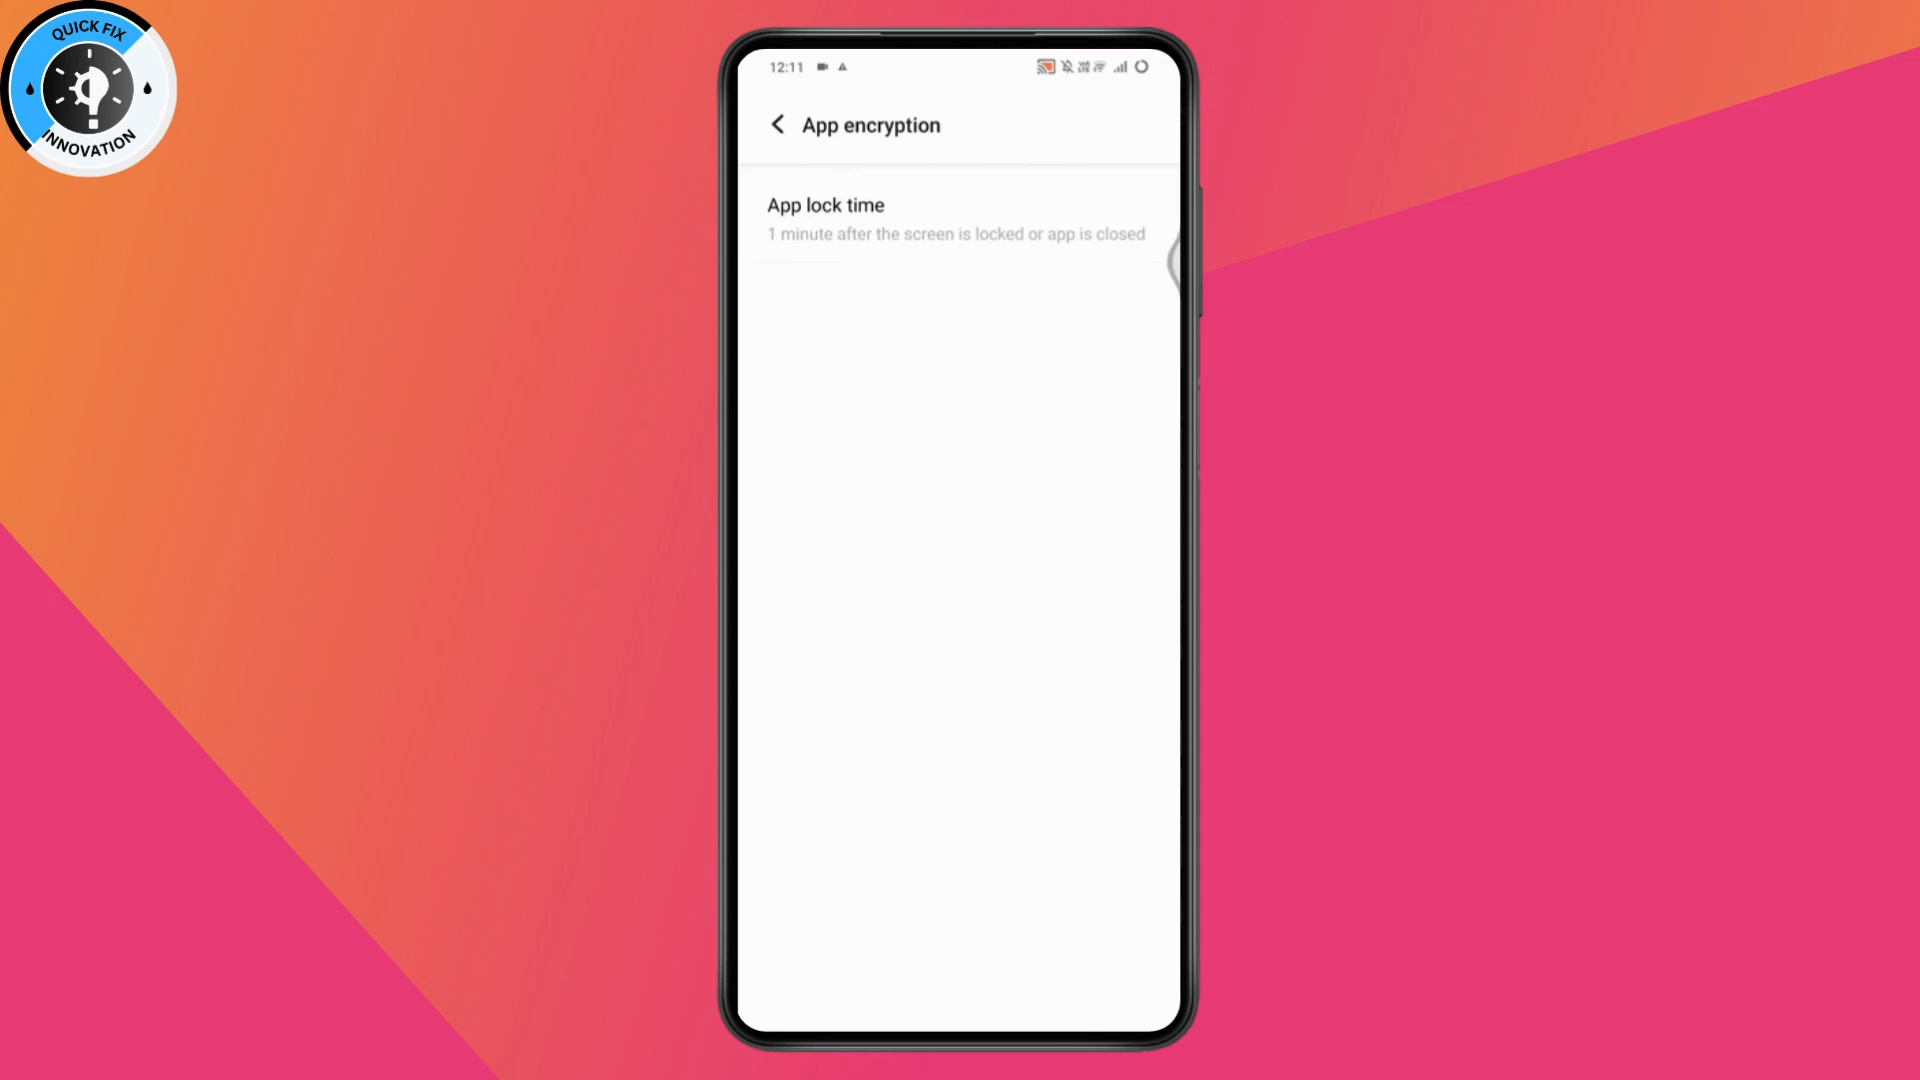 QUICK FIX
INNOVATION
12:11
App encryption
App lock time
1 minute after the screen is locked or app is closed